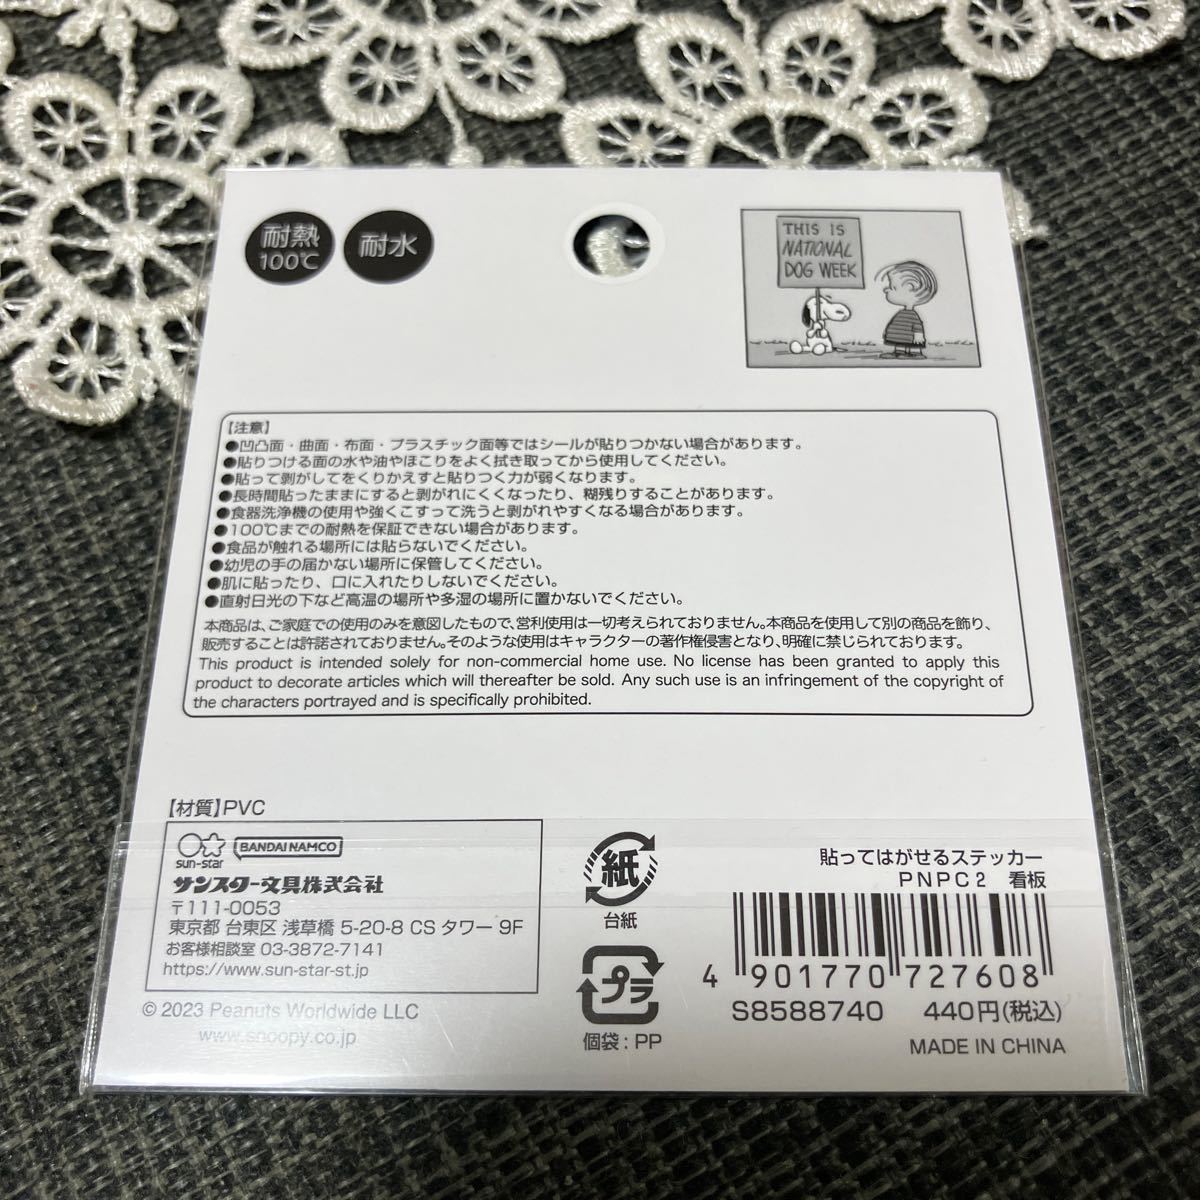 耐熱
100℃
耐水
THIS IS
NATIONAL
DOG WEEK
【注意】
●凹凸面・曲面・布面・プラスチック面等ではシールが貼りつかない場合があります。
●貼りつける面の水や油やほこりをよく拭き取ってから使用してください。
●貼って剥がしてをくりかえすと貼りつく力が弱くなります。
●長時間貼ったままにすると剥がれにくくなったり、糊残りすることがあります。
●食器洗浄機の使用や強くこすって洗うと剥がれやすくなる場合があります。
●100℃までの耐熱を保証できない場合があります。
●食品が触れる場所には貼らないでください。
●幼児の手の届かない場所に保管してください。
●肌に貼ったり、口に入れたりしないでください。
●直射日光の下など高温の場所や多湿の場所に置かないでください。
本商品は、ご家庭での使用のみを意図したもので、営利使用は一切考えられておりません。本商品を使用して別の商品を飾り、
販売することは許諾されておりません。そのような使用はキャラクターの著作権侵害となり、明確に禁じられております。
This product is intended solely for non-commercial home use. No license has been granted to apply this
product to decorate articles which will thereafter be sold. Any such use is an infringement of the copyright of
the characters portrayed and is specifically prohibited.
【材質】PVC
sun-star
BANDAI NAMCO
サンスター文具株式会社
〒111-0053
東京都 台東区 浅草橋 5-20-8 CS タワー 9F
お客様相談室 03-3872-7141
https://www.sun-star-st.jp
© 2023 Peanuts Worldwide LLC
www.snoopy.co.jp
紙
台紙
プラ
個袋：PP
貼ってはがせるステッカー
PNPC2 看板
4 901770 727608
S8588740 440円(税込)
MADE IN CHINA